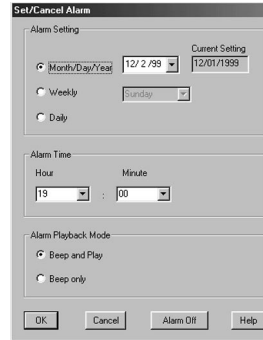 Set/Cancel Alarm
Alarm Setting
Current Setting
Month/Day/Year 12/ 2 /99 12/01/1999
Weekly Sunday
Daily
Alarm Time
Hour Minute
19 : 00
Alarm Playback Mode
Beep and Play
Beep only
OK Cancel Alarm Off Help